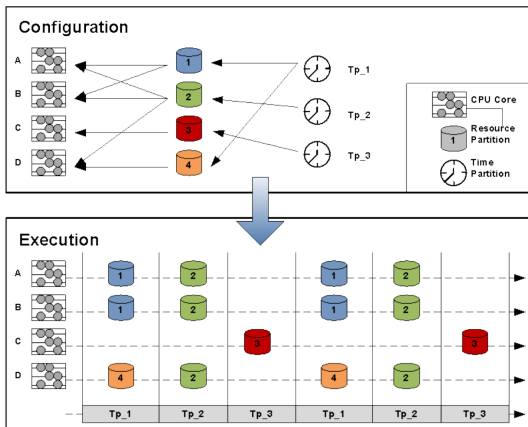 Configuration
A
B
C
D
1
2
3
4
Tp_1
Tp_2
Tp_3
CPU Core
1
Resource
Partition
Time
Partition
Execution
A
1
2
1
2
B
1
2
1
2
C
3
3
D
4
2
4
2
Tp_1
Tp_2
Tp_3
Tp_1
Tp_2
Tp_3